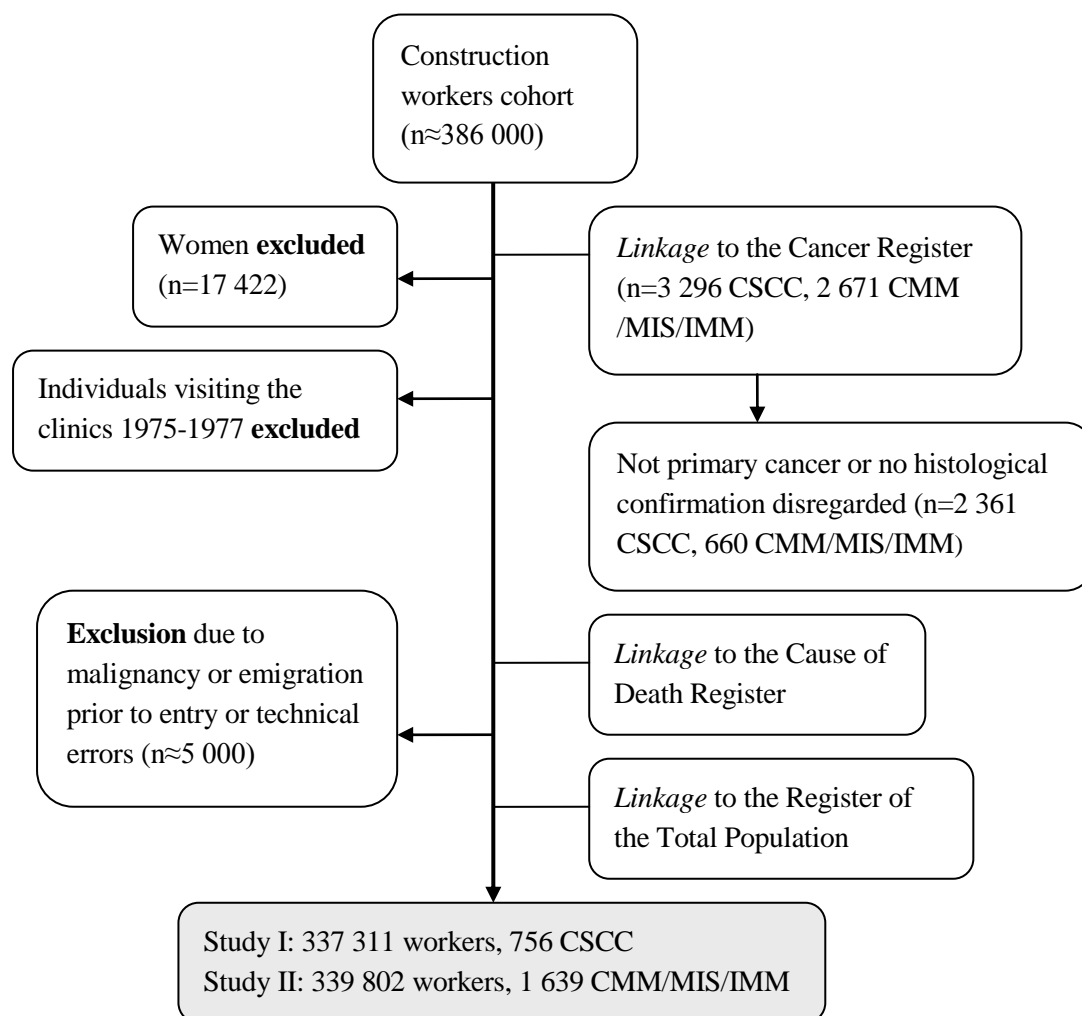 Construction
workers cohort
(n≈386 000)
Women excluded
(n=17 422)
Linkage to the Cancer Register
(n=3 296 CSCC, 2 671 CMM
/MIS/IMM)
Individuals visiting the
clinics 1975-1977 excluded
Not primary cancer or no histological
confirmation disregarded (n=2 361
CSCC, 660 CMM/MIS/IMM)
Exclusion due to
malignancy or emigration
prior to entry or technical
errors (n≈5 000)
Linkage to the Cause of
Death Register
Linkage to the Register of
the Total Population
Study I: 337 311 workers, 756 CSCC
Study II: 339 802 workers, 1 639 CMM/MIS/IMM